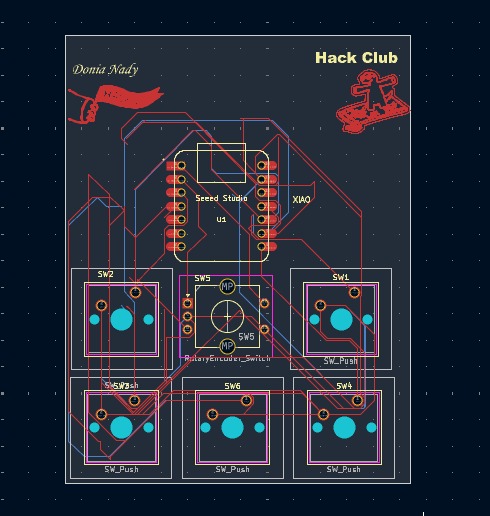 Hack Club
Donia Nady
Seeed Studio
XIAO
U1
SW2
SW5
SW1
MP
SW5
MP
RotaryEncoder_Switch
SW_Push
SW_Push
SW3
SW6
SW4
SW_Push
SW_Push
SW_Push